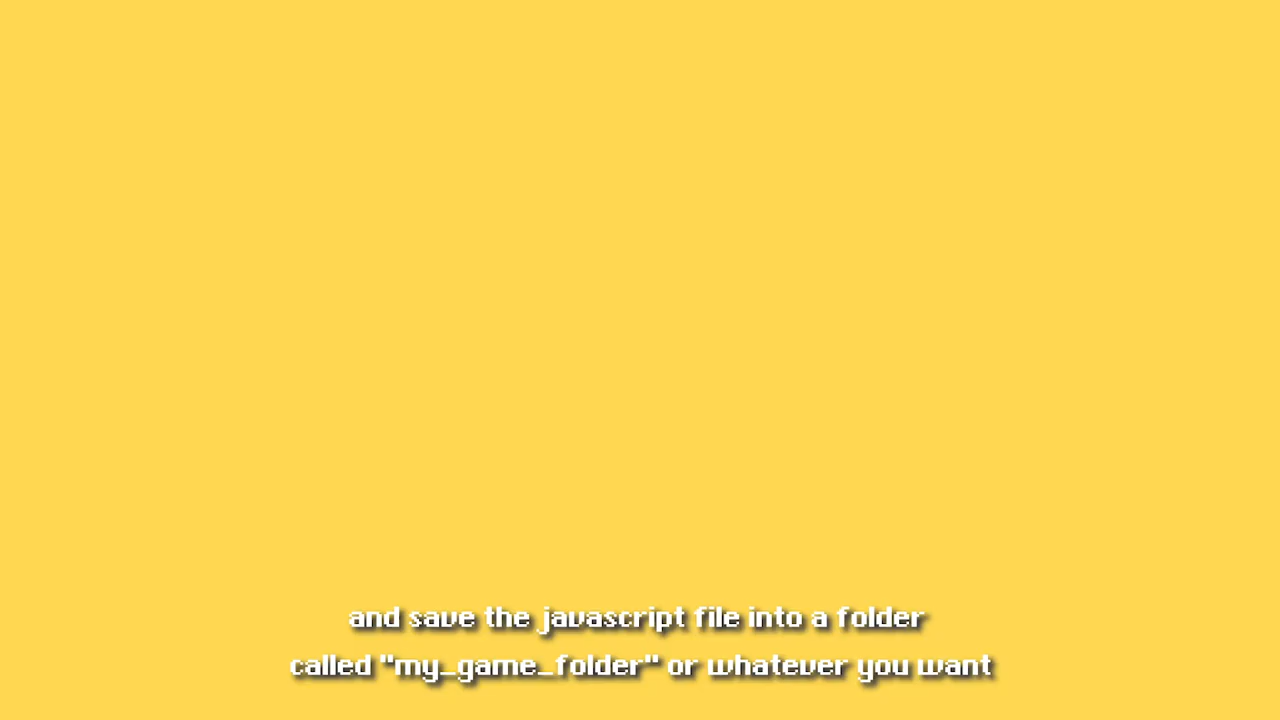 and save the javascript file into a folder
called "my_game_folder" or whatever you want